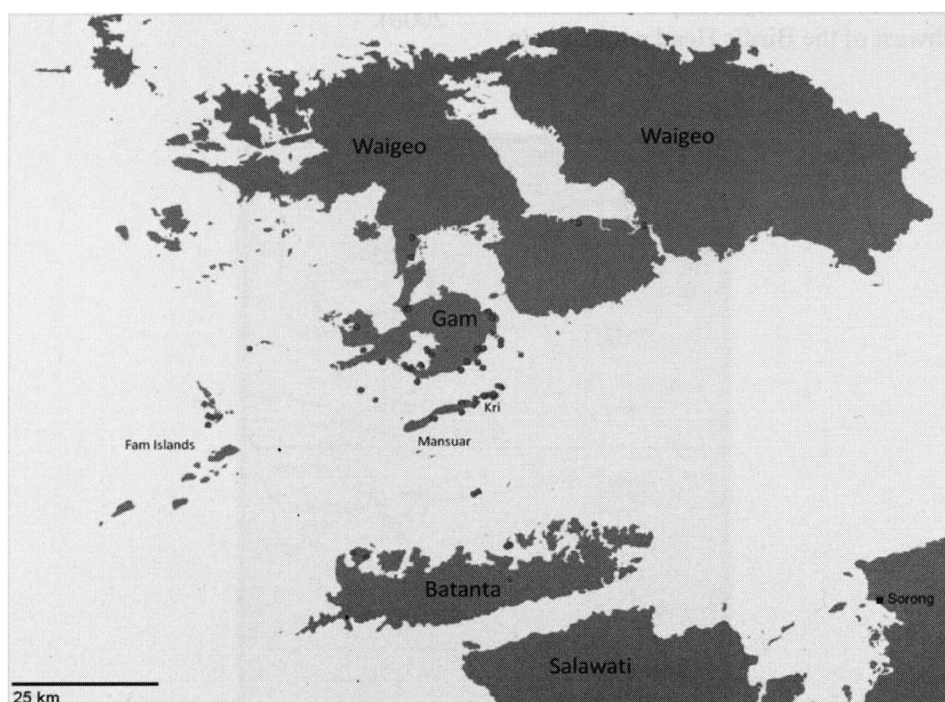 Waigeo
Waigeo
Gam
Kri
Mansuar
Fam Islands
Batanta
Sorong
Salawati
25 km